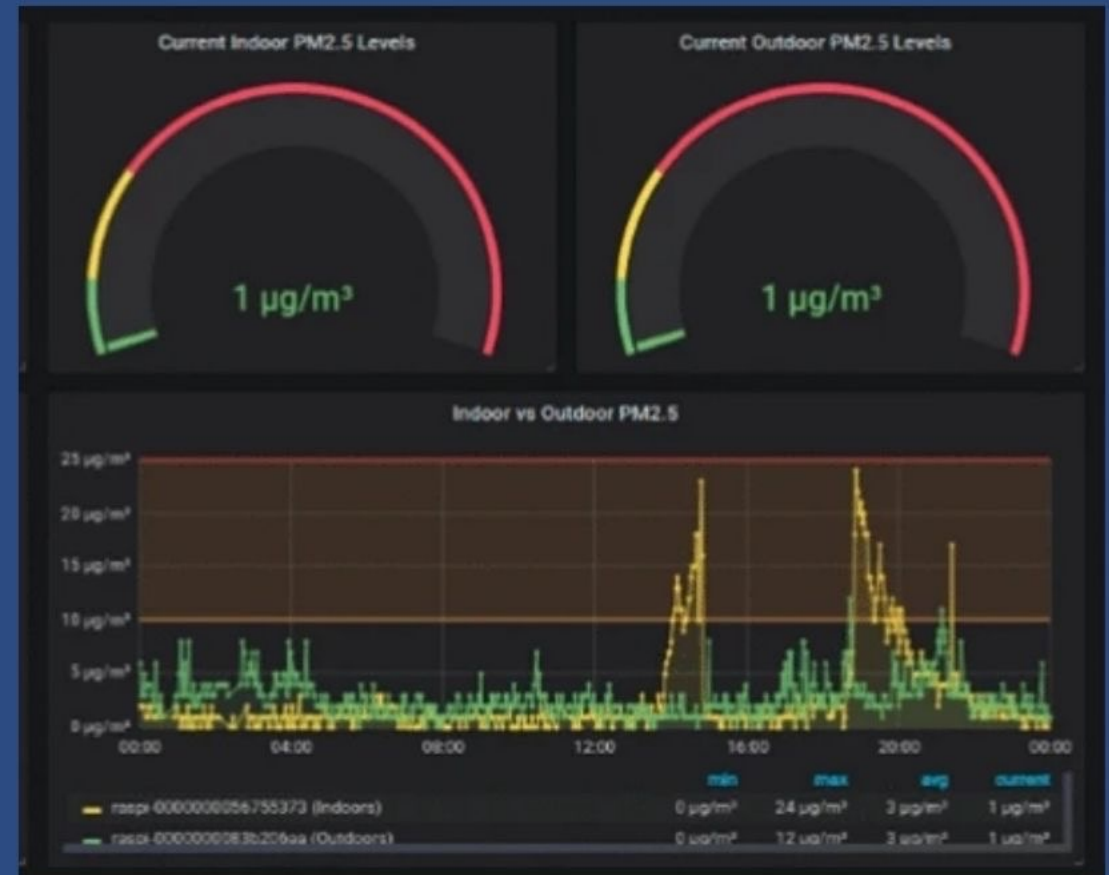 Current Indoor PM2.5 Levels
Current Outdoor PM2.5 Levels
1 µg/m³
1 µg/m³
Indoor vs Outdoor PM2.5
25 µg/m³
20 µg/m³
15 µg/m³
10 µg/m³
5 µg/m³
0 µg/m³
00:00 04:00 08:00 12:00 16:00 20:00 00:00
min max avg current
raspi-0000000056755373 (Indoors) 0 µg/m³ 24 µg/m³ 3 µg/m³ 1 µg/m³
raspi-0000000083b206aa (Outdoors) 0 µg/m³ 12 µg/m³ 3 µg/m³ 1 µg/m³